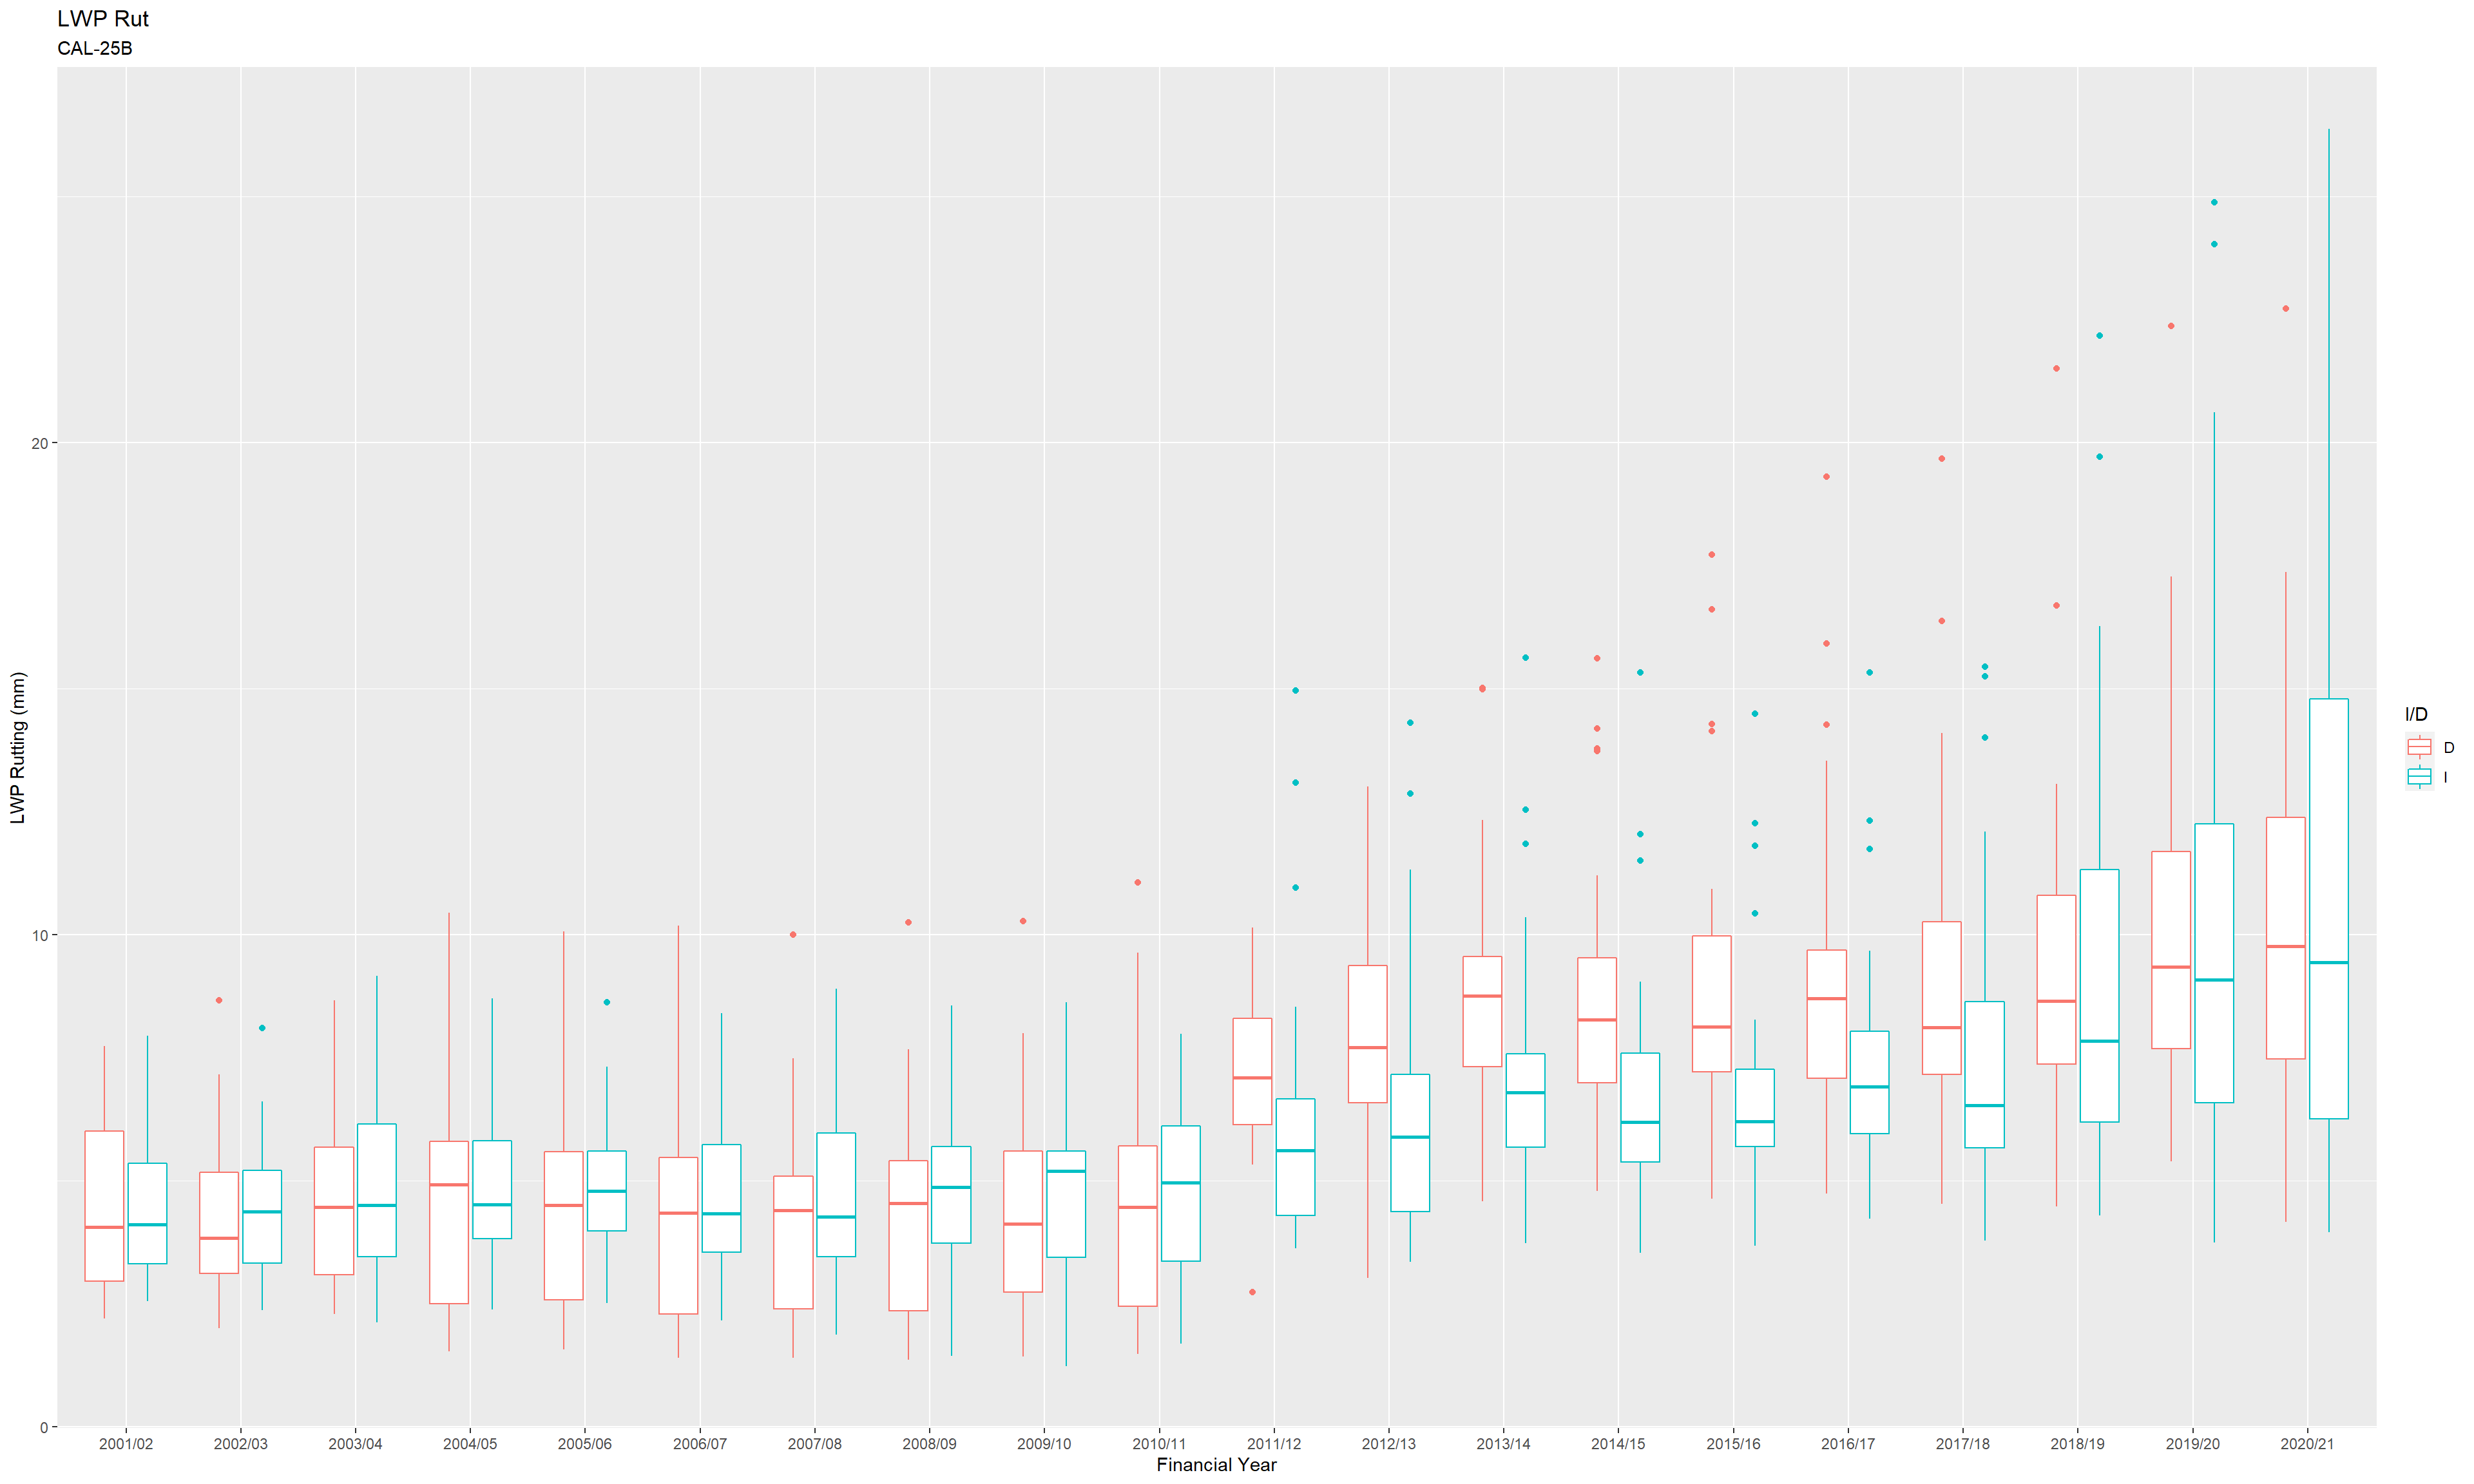 LWP Rut
CAL-25B
LWP Rutting (mm)
20
10
0
2001/02 2002/03 2003/04 2004/05 2005/06 2006/07 2007/08 2008/09 2009/10 2010/11 2011/12 2012/13 2013/14 2014/15 2015/16 2016/17 2017/18 2018/19 2019/20 2020/21
Financial Year
I/D
D
I